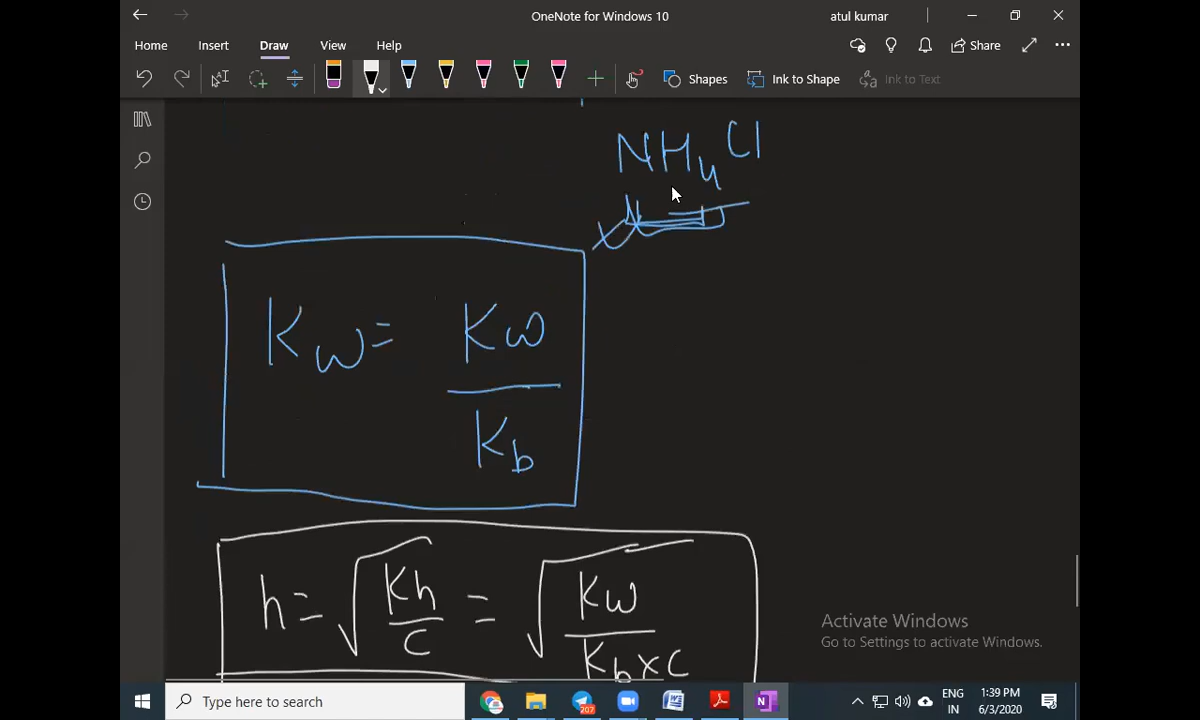 OneNote for Windows 10
atul kumar
Home Insert Draw View Help
Share
Shapes
Ink to Shape
Ink to Text
NH4Cl
Kw = Kw / Kb
h = √(Kh / C) = √(Kw / Kb × C)
Activate Windows
Go to Settings to activate Windows.
Type here to search
207
ENG
IN
1:39 PM
6/3/2020